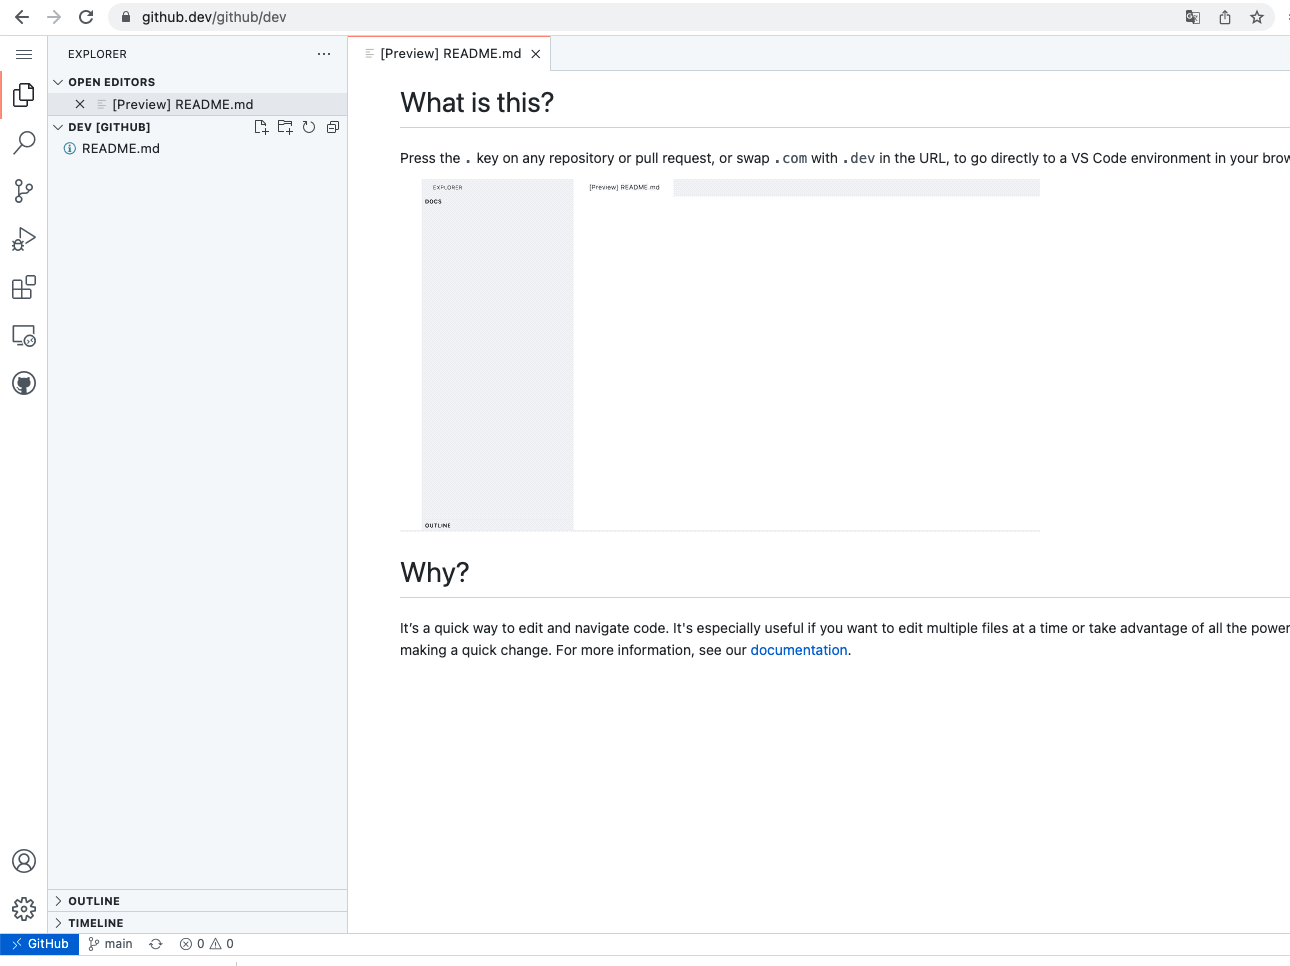 github.dev/github/dev
EXPLORER
OPEN EDITORS
[Preview] README.md
DEV [GITHUB]
README.md
OUTLINE
TIMELINE
[Preview] README.md
What is this?
Press the . key on any repository or pull request, or swap .com with .dev in the URL, to go directly to a VS Code environment in your
EXPLORER
[Preview] README.md
DOCS
OUTLINE
Why?
It’s a quick way to edit and navigate code. It's especially useful if you want to edit multiple files at a time or take advantage of all the
making a quick change. For more information, see our documentation.
GitHub
main
0
0